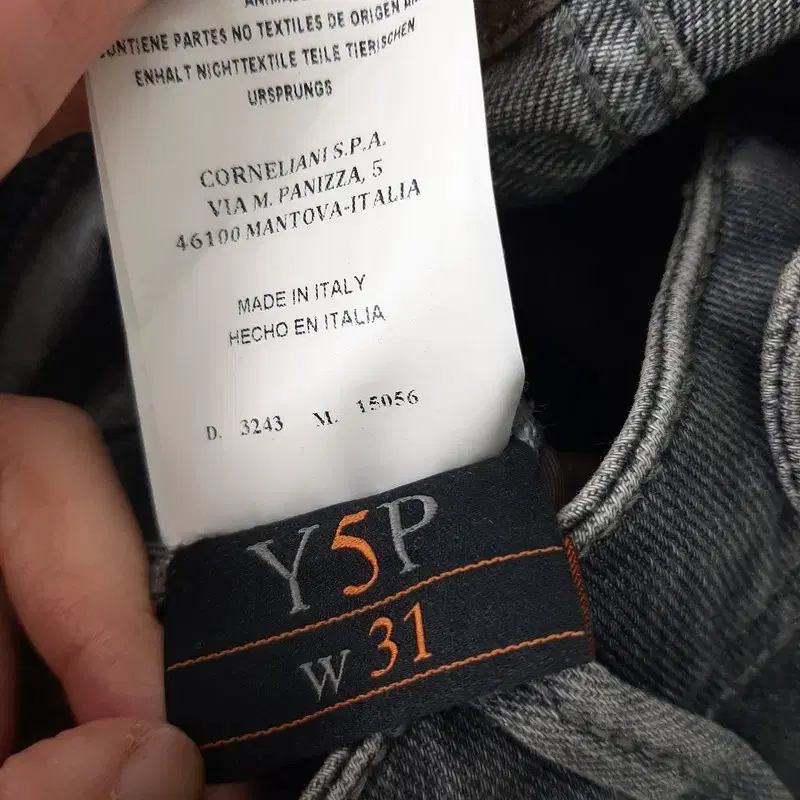 CONTIENE PARTES NO TEXTILES DE ORIGEN
ENHALT NICHTTEXTILE TEILE TIERISCHEN
URSPRUNGS
CORNELIANI S.P.A.
VIA M. PANIZZA, 5
46100 MANTOVA-ITALIA
MADE IN ITALY
HECHO EN ITALIA
D. 3243 M. 15056
Y5P
W 31